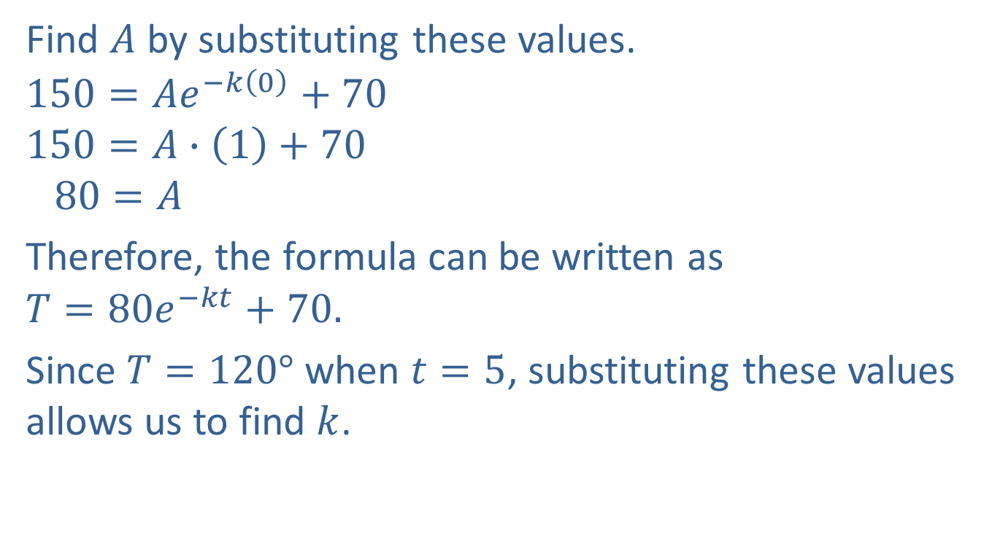 Find A by substituting these values.
150 = Ae^{−k(0)} + 70
150 = A · (1) + 70
80 = A
Therefore, the formula can be written as
T = 80e^{−kt} + 70.
Since T = 120° when t = 5, substituting these values
allows us to find k.